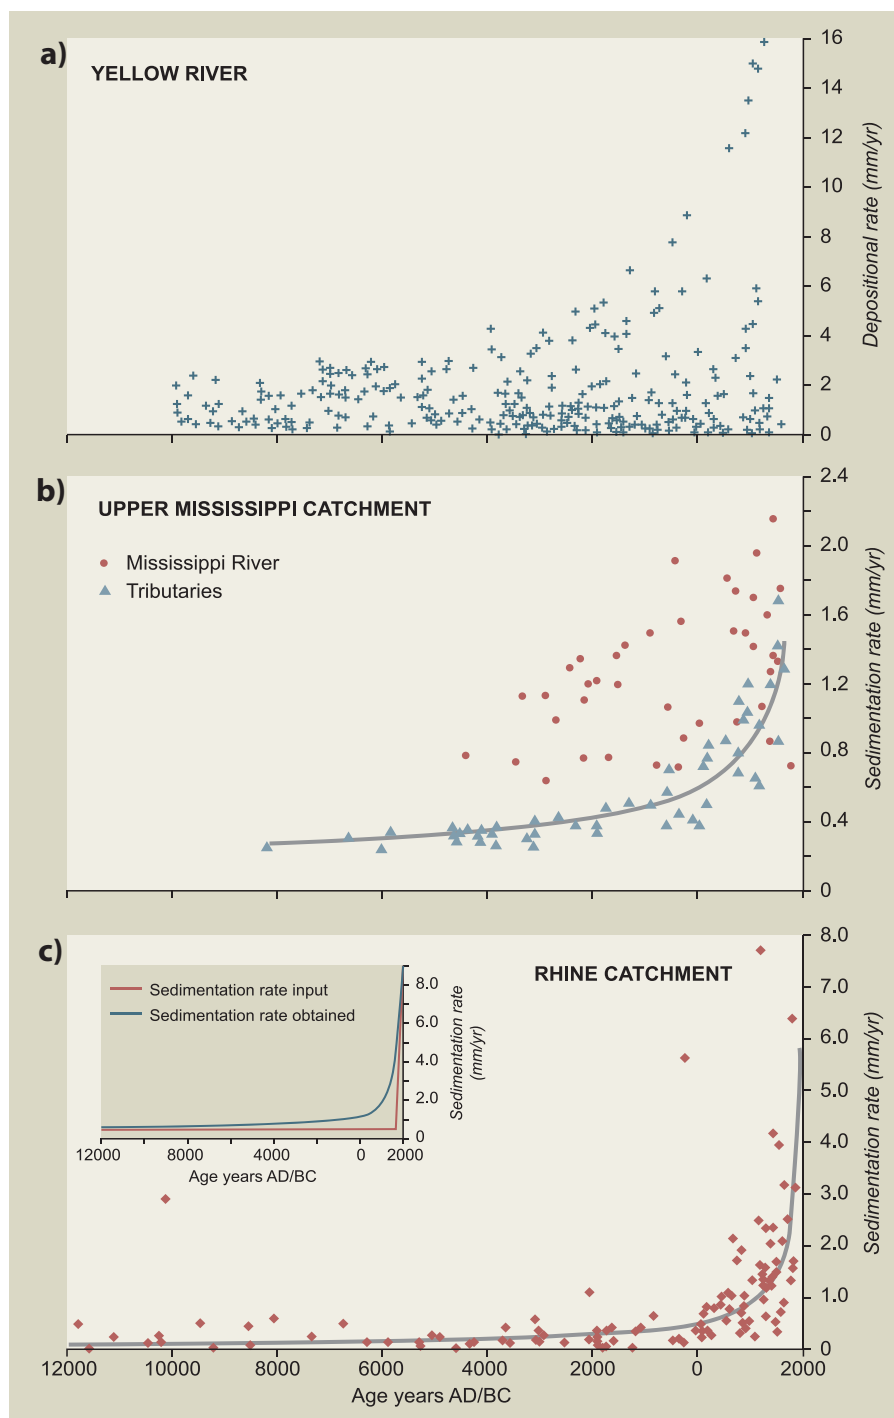 a)
YELLOW RIVER
16
14
12
10
8
6
4
2
0
Depositional rate (mm/yr)
b)
UPPER MISSISSIPPI CATCHMENT
Mississippi River
Tributaries
2.4
2.0
1.6
1.2
0.8
0.4
0
Sedimentation rate (mm/yr)
c)
RHINE CATCHMENT
Sedimentation rate input
Sedimentation rate obtained
8.0
6.0
4.0
2.0
0
Sedimentation rate
(mm/yr)
12000 8000 4000 0 2000
Age years AD/BC
8.0
7.0
6.0
5.0
4.0
3.0
2.0
1.0
0
Sedimentation rate (mm/yr)
12000 10000 8000 6000 4000 2000 0 2000
Age years AD/BC